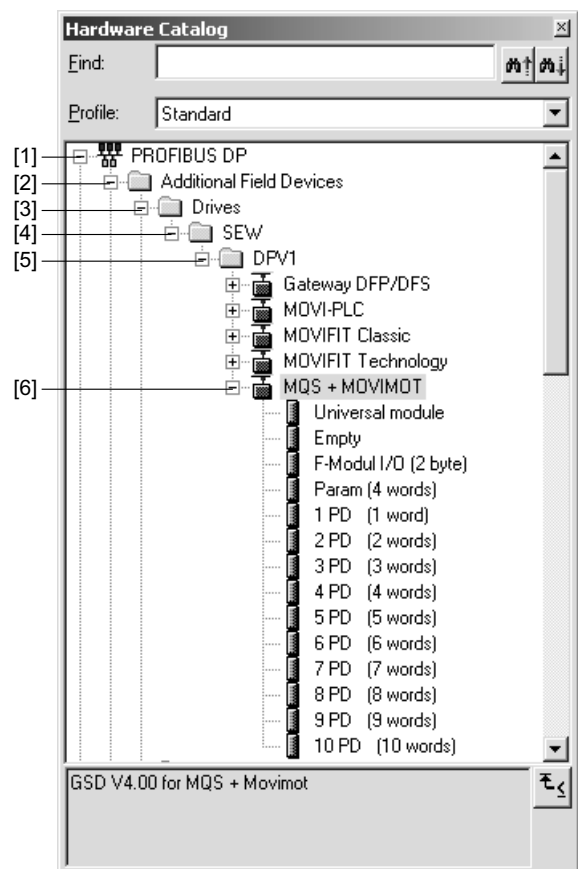 Hardware Catalog
Find:
Profile: Standard
[1] PROFIBUS DP
[2] Additional Field Devices
[3] Drives
[4] SEW
[5] DPV1
Gateway DFP/DFS
MOVI-PLC
MOVIFIT Classic
MOVIFIT Technology
[6] MQS + MOVIMOT
Universal module
Empty
F-Modul I/O (2 byte)
Param (4 words)
1 PD (1 word)
2 PD (2 words)
3 PD (3 words)
4 PD (4 words)
5 PD (5 words)
6 PD (6 words)
7 PD (7 words)
8 PD (8 words)
9 PD (9 words)
10 PD (10 words)
GSD V4.00 for MQS + Movimot